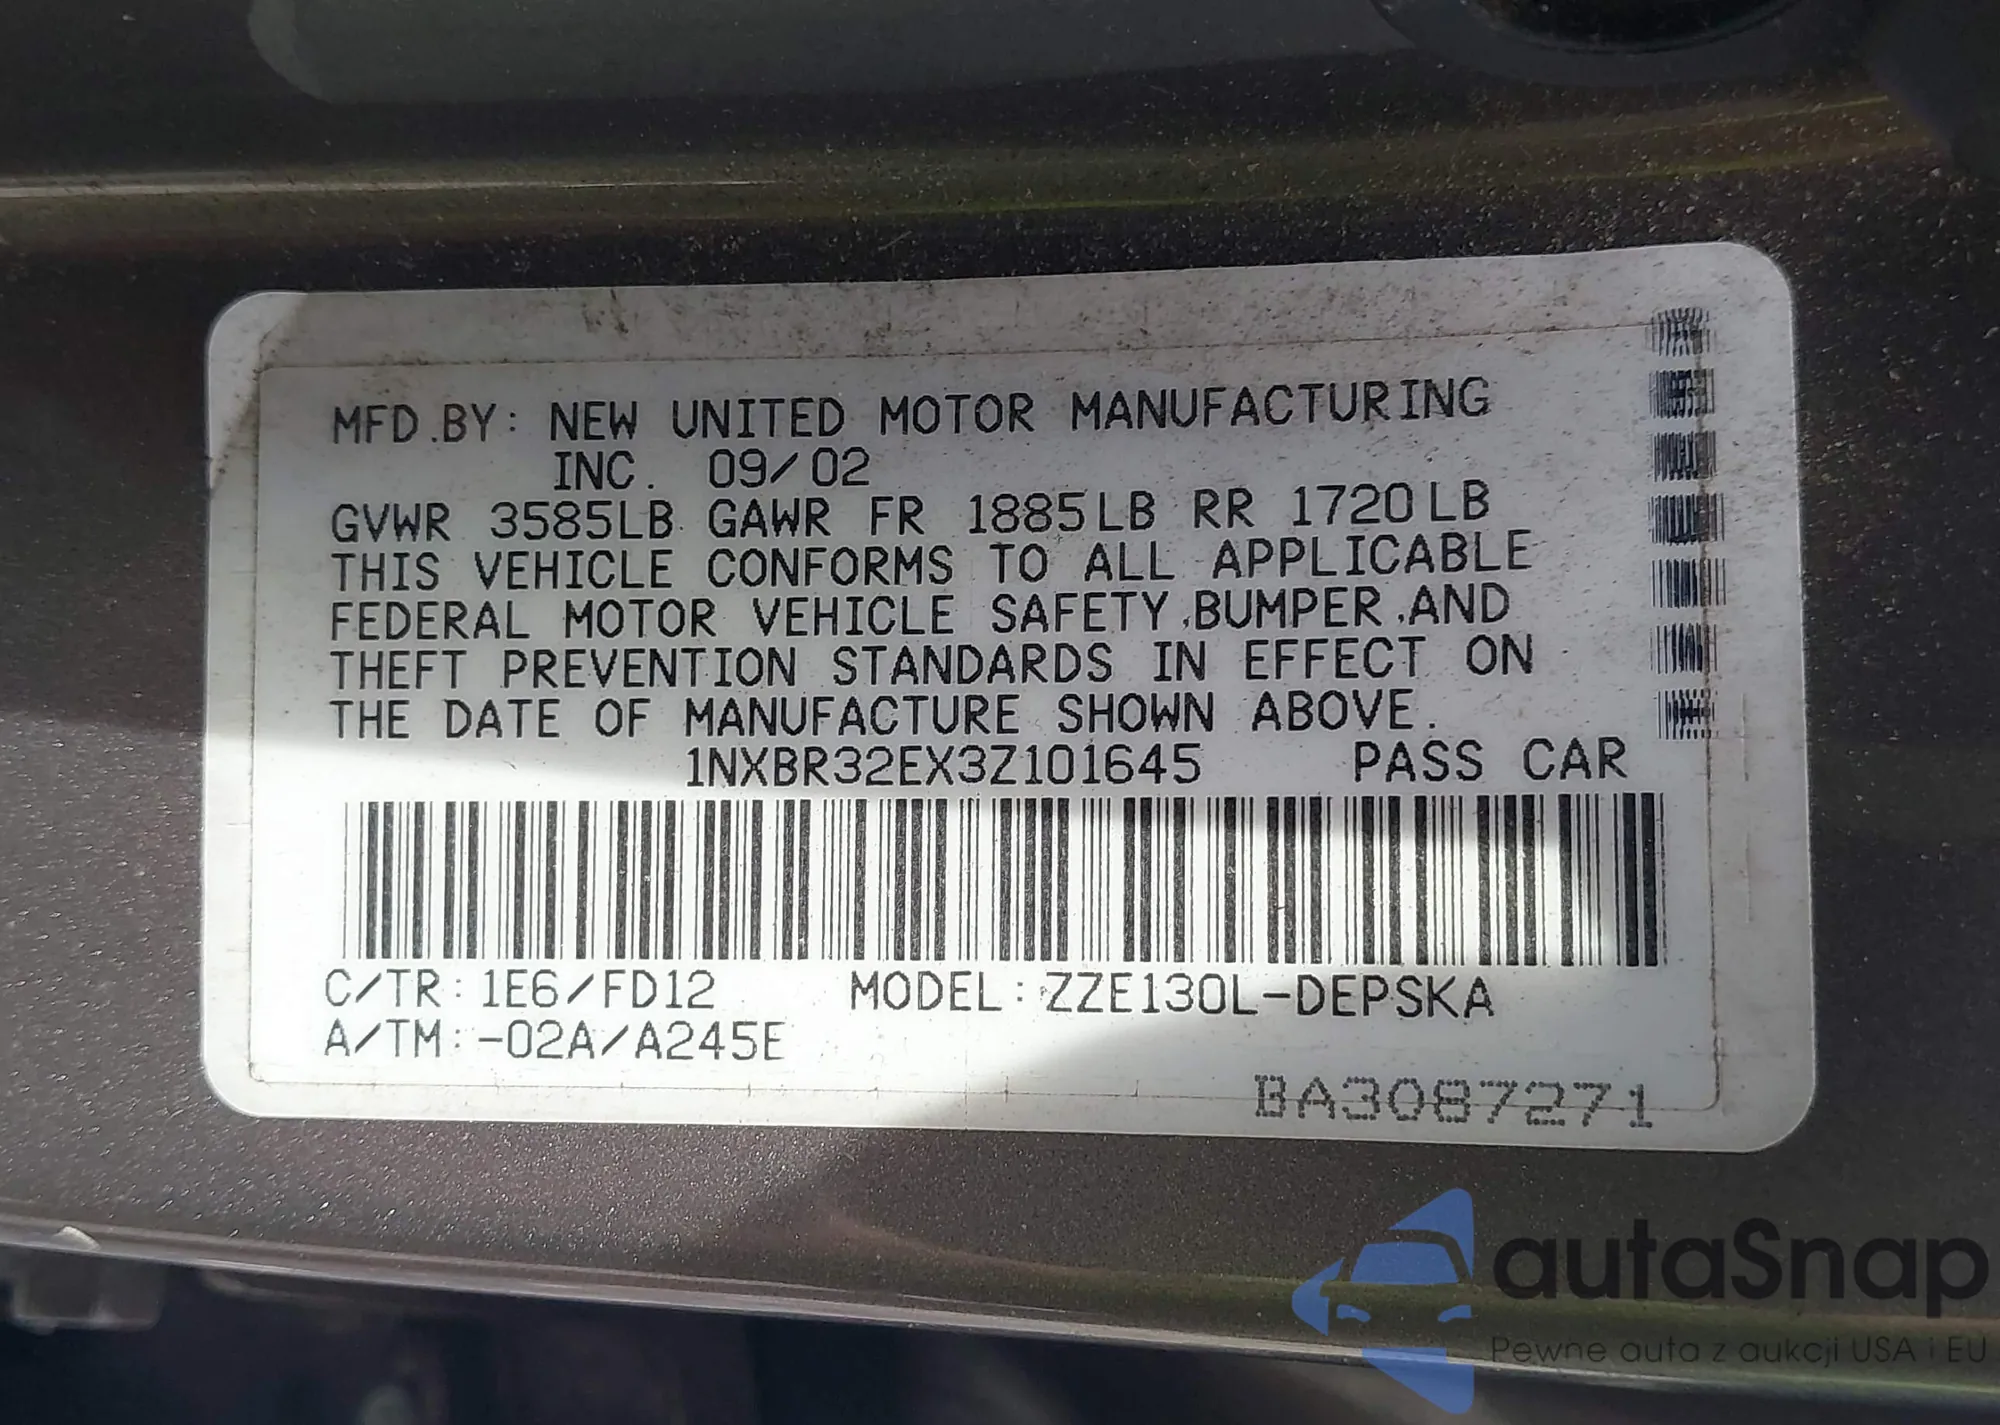 MFD.BY: NEW UNITED MOTOR MANUFACTURING
INC. 09/02
GVWR 3585LB GAWR FR 1885LB RR 1720LB
THIS VEHICLE CONFORMS TO ALL APPLICABLE
FEDERAL MOTOR VEHICLE SAFETY,BUMPER,AND
THEFT PREVENTION STANDARDS IN EFFECT ON
THE DATE OF MANUFACTURE SHOWN ABOVE.
1NXBR32EX3Z101645 PASS CAR
C/TR: 1E6/FD12 MODEL: ZZE130L-DEPSKA
A/TM: -02A/A245E
BA3087271
autaSnap
Pewne auta z aukcji USA i EU